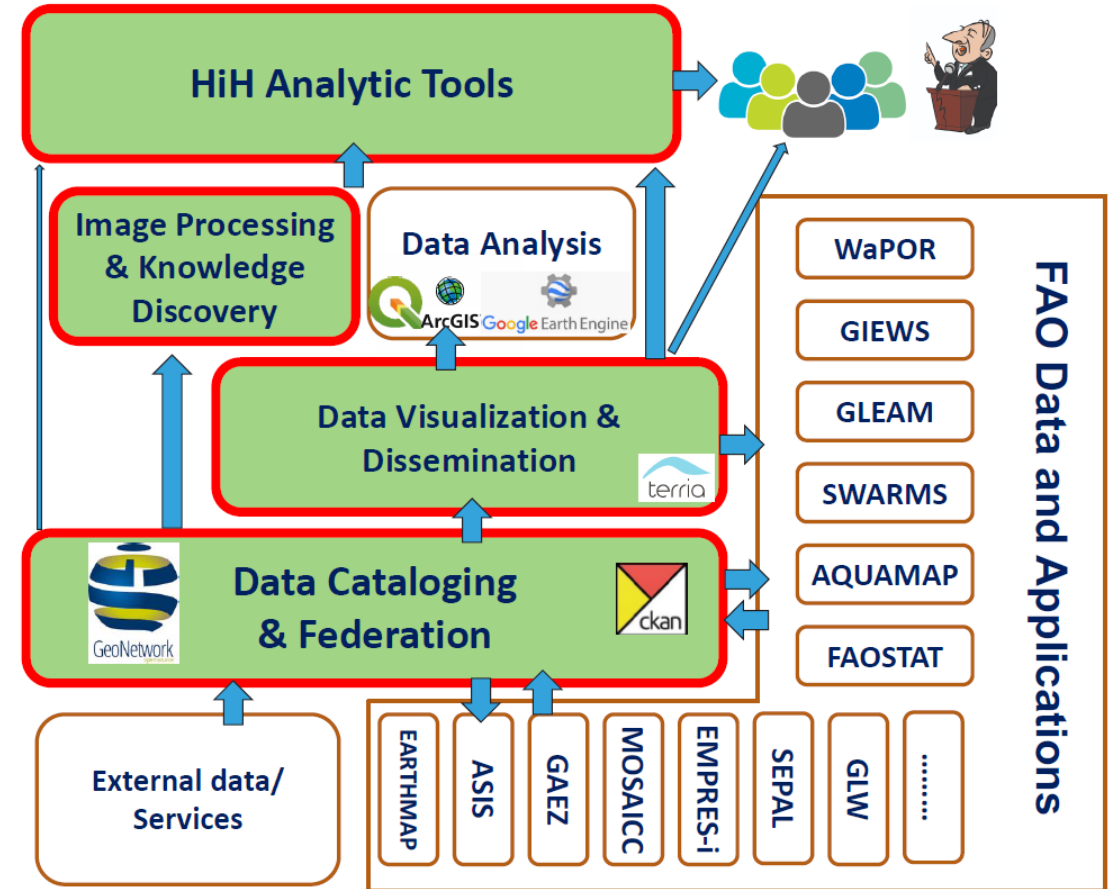 HiH Analytic Tools
Image Processing
& Knowledge
Discovery
Data Analysis
ArcGIS
Google Earth Engine
Data Visualization &
Dissemination
terria
Data Cataloging
& Federation
GeoNetwork
opensource
ckan
External data/
Services
WaPOR
GIEWS
GLEAM
SWARMS
AQUAMAP
FAOSTAT
FAO Data and Applications
EARTHMAP
ASIS
GAEZ
MOSAICC
EMPRES-i
SEPAL
GLW
.........